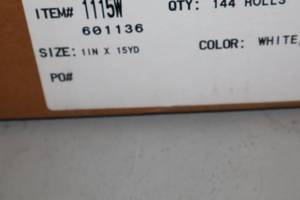 ITEM# 1115W QTY: 144 ROLLS
601136
SIZE: 1IN X 15YD COLOR: WHITE,
PO#